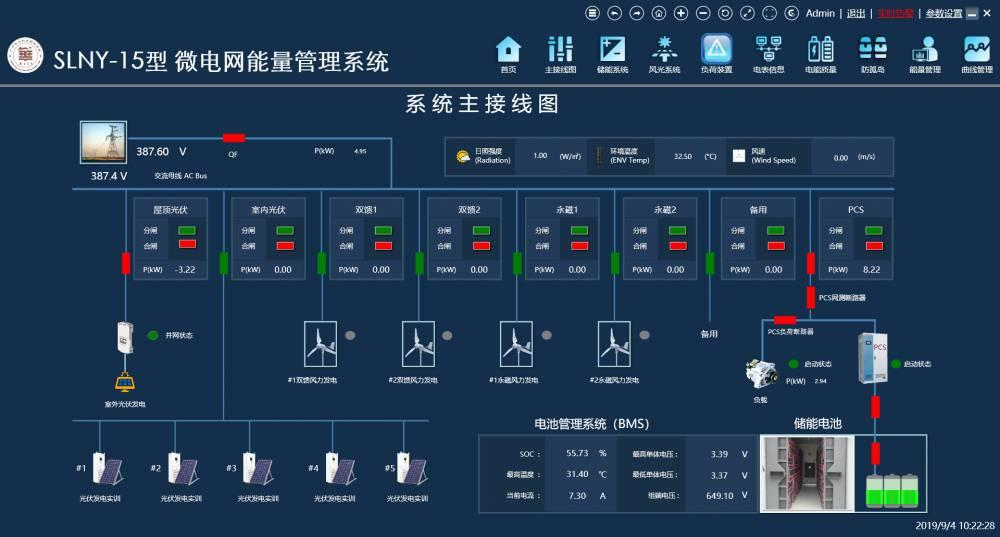 Admin | 退出 | 实时告警 | 参数设置
SLNY-15型 微电网能量管理系统
首页 主接线图 储能系统 风光系统 负荷装置 电表信息 电能质量 防孤岛 能量管理 曲线管理
系统主接线图
387.60 V QF P(kW) 4.95
387.4 V 交流母线 AC Bus
日照强度 (Radiation) 1.00 (W/㎡) 环境温度 (ENV Temp) 32.50 (℃) 风速 (Wind Speed) 0.00 (m/s)
屋顶光伏 室内光伏 双馈1 双馈2 永磁1 永磁2 备用 PCS
分闸 分闸 分闸 分闸 分闸 分闸 分闸 分闸
合闸 合闸 合闸 合闸 合闸 合闸 合闸 合闸
P(kW) -3.22 P(kW) 0.00 P(kW) 0.00 P(kW) 0.00 P(kW) 0.00 P(kW) 0.00 P(kW) 0.00 P(kW) 8.22
PCS网测断路器
并网状态 备用 PCS负荷断路器
PCS
启动状态 启动状态
P(kW) 2.94
#1双馈风力发电 #2双馈风力发电 #1永磁风力发电 #2永磁风力发电
负载
室外光伏发电
电池管理系统（BMS） 储能电池
SOC： 55.73 % 最高单体电压： 3.39 V
最高温度： 31.40 ℃ 最低单体电压： 3.37 V
当前电流： 7.30 A 组端电压： 649.10 V
#1 #2 #3 #4 #5
光伏发电实训 光伏发电实训 光伏发电实训 光伏发电实训 光伏发电实训
2019/9/4 10:22:28